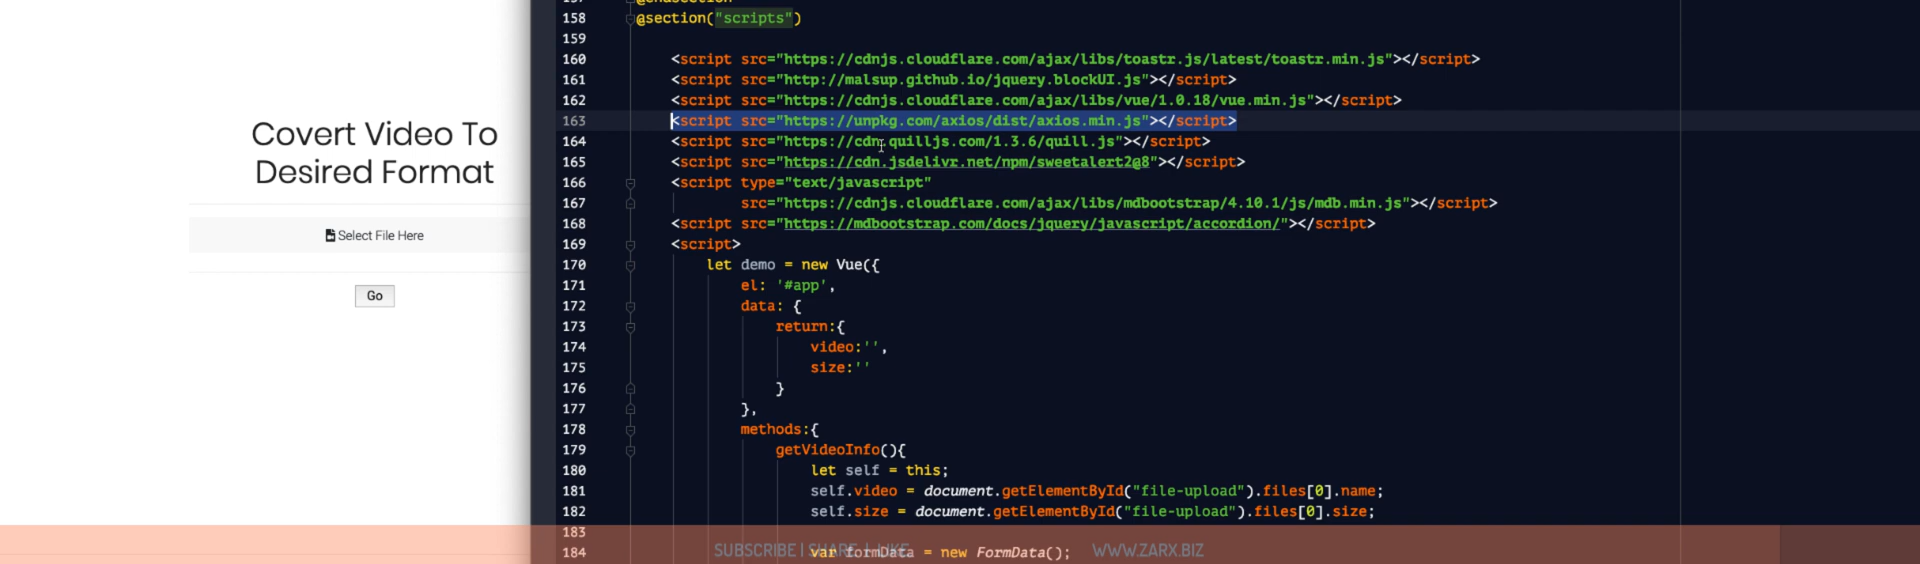 Covert Video To
Desired Format
Select File Here
Go
158 @section("scripts")
159
160 <script src="https://cdnjs.cloudflare.com/ajax/libs/toastr.js/latest/toastr.min.js"></script>
161 <script src="http://malsup.github.io/jquery.blockUI.js"></script>
162 <script src="https://cdnjs.cloudflare.com/ajax/libs/vue/1.0.18/vue.min.js"></script>
163 <script src="https://unpkg.com/axios/dist/axios.min.js"></script>
164 <script src="https://cdn.quilljs.com/1.3.6/quill.js"></script>
165 <script src="https://cdn.jsdelivr.net/npm/sweetalert2@8"></script>
166 <script type="text/javascript"
167 src="https://cdnjs.cloudflare.com/ajax/libs/mdbootstrap/4.10.1/js/mdb.min.js"></script>
168 <script src="https://mdbootstrap.com/docs/jquery/javascript/accordion/"></script>
169 <script>
170 let demo = new Vue({
171 el: '#app',
172 data: {
173 return:{
174 video:'',
175 size:''
176 }
177 },
178 methods:{
179 getVideoInfo(){
180 let self = this;
181 self.video = document.getElementById("file-upload").files[0].name;
182 self.size = document.getElementById("file-upload").files[0].size;
183
184 var formData = new FormData();
SUBSCRIBE | SHARE | LIKE WWW.ZARX.BIZ